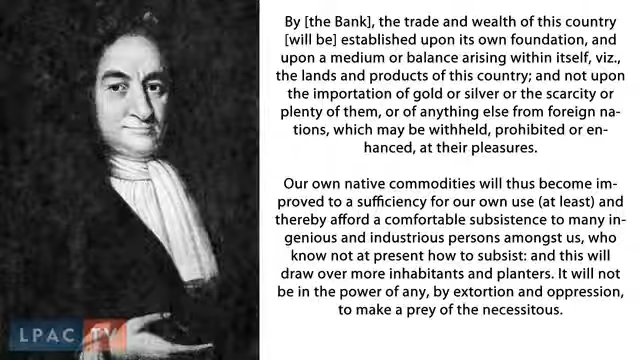 By [the Bank], the trade and wealth of this country
[will be] established upon its own foundation, and
upon a medium or balance arising within itself, viz.,
the lands and products of this country; and not upon
the importation of gold or silver or the scarcity or
plenty of them, or of anything else from foreign na-
tions, which may be withheld, prohibited or en-
hanced, at their pleasures.
Our own native commodities will thus become im-
proved to a sufficiency for our own use (at least) and
thereby afford a comfortable subsistence to many in-
genious and industrious persons amongst us, who
know not at present how to subsist: and this will
draw over more inhabitants and planters. It will not
be in the power of any, by extortion and oppression,
to make a prey of the necessitous.
LPAC TV